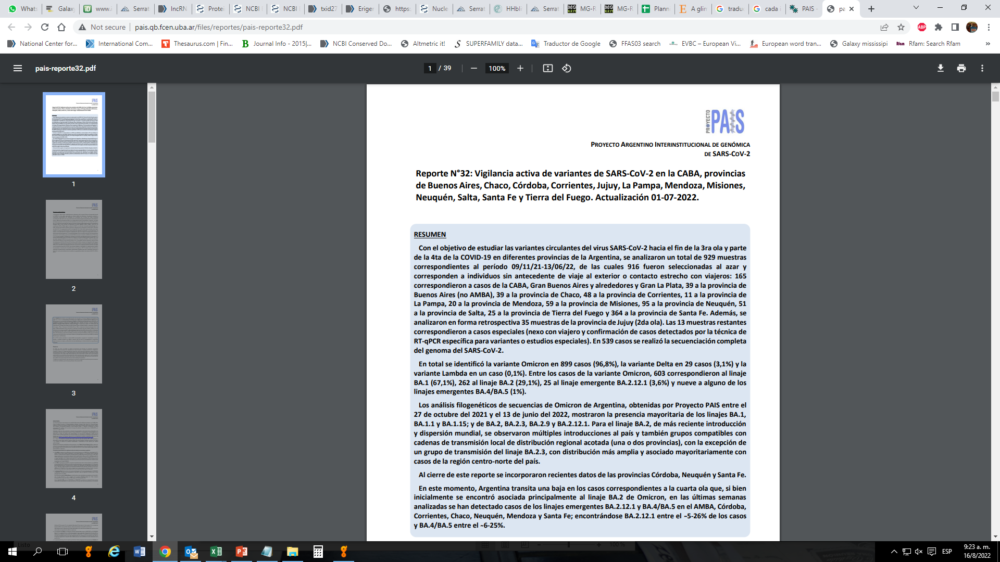 Whats
Galaxy
www.i
Serrat
lncRN
Protei
NCBI
NCBI
txid27
Eriger
https:
Nucle
Serrat
HHbli
Serrat
MG-R
MG-R
Plann
A glim
traduc
cada i
PAIS -
pa
Not secure
pais.qb.fcen.uba.ar/files/reportes/pais-reporte32.pdf
National Center for...
International Com...
Thesaurus.com | Fin...
Journal Info - 2015|...
NCBI Conserved Do...
Altmetric it!
SUPERFAMILY data...
Traductor de Google
FFAS03 search
EVBC – European Vi...
European word tran...
Galaxy mississipi
Rfam: Search Rfam
»
pais-reporte32.pdf
1 / 39
100%
1
2
3
4
PROYECTO PAIS
PROYECTO ARGENTINO INTERINSTITUCIONAL DE GENÓMICA
DE SARS-COV-2
Reporte N°32: Vigilancia activa de variantes de SARS-CoV-2 en la CABA, provincias
de Buenos Aires, Chaco, Córdoba, Corrientes, Jujuy, La Pampa, Mendoza, Misiones,
Neuquén, Salta, Santa Fe y Tierra del Fuego. Actualización 01-07-2022.
RESUMEN
Con el objetivo de estudiar las variantes circulantes del virus SARS-CoV-2 hacia el fin de la 3ra ola y parte
de la 4ta de la COVID-19 en diferentes provincias de la Argentina, se analizaron un total de 929 muestras
correspondientes al período 09/11/21-13/06/22, de las cuales 916 fueron seleccionadas al azar y
corresponden a individuos sin antecedente de viaje al exterior o contacto estrecho con viajeros: 165
correspondieron a casos de la CABA, Gran Buenos Aires y alrededores y Gran La Plata, 39 a la provincia de
Buenos Aires (no AMBA), 39 a la provincia de Chaco, 48 a la provincia de Corrientes, 11 a la provincia de
La Pampa, 20 a la provincia de Mendoza, 59 a la provincia de Misiones, 95 a la provincia de Neuquén, 51
a la provincia de Salta, 25 a la provincia de Tierra del Fuego y 364 a la provincia de Santa Fe. Además, se
analizaron en forma retrospectiva 35 muestras de la provincia de Jujuy (2da ola). Las 13 muestras restantes
correspondieron a casos especiales (nexo con viajero y confirmación de casos detectados por la técnica de
RT-qPCR específica para variantes o estudios especiales). En 539 casos se realizó la secuenciación completa
del genoma del SARS-CoV-2.
En total se identificó la variante Omicron en 899 casos (96,8%), la variante Delta en 29 casos (3,1%) y la
variante Lambda en un caso (0,1%). Entre los casos de la variante Omicron, 603 correspondieron al linaje
BA.1 (67,1%), 262 al linaje BA.2 (29,1%), 25 al linaje emergente BA.2.12.1 (3,6%) y nueve a alguno de los
linajes emergentes BA.4/BA.5 (1%).
Los análisis filogenéticos de secuencias de Omicron de Argentina, obtenidas por Proyecto PAIS entre el
27 de octubre del 2021 y el 13 de junio del 2022, mostraron la presencia mayoritaria de los linajes BA.1,
BA.1.1 y BA.1.15; y de BA.2, BA.2.3, BA.2.9 y BA.2.12.1. Para el linaje BA.2, de más reciente introducción
y dispersión mundial, se observaron múltiples introducciones al país y también grupos compatibles con
cadenas de transmisión local de distribución regional acotada (una o dos provincias), con la excepción de
un grupo de transmisión del linaje BA.2.3, con distribución más amplia y asociado mayoritariamente con
casos de la región centro-norte del país.
Al cierre de este reporte se incorporaron recientes datos de las provincias Córdoba, Neuquén y Santa Fe.
En este momento, Argentina transita una baja en los casos correspondientes a la cuarta ola que, si bien
inicialmente se encontró asociada principalmente al linaje BA.2 de Omicron, en las últimas semanas
analizadas se han detectado casos de los linajes emergentes BA.2.12.1 y BA.4/BA.5 en el AMBA, Córdoba,
Corrientes, Chaco, Neuquén, Mendoza y Santa Fe; encontrándose BA.2.12.1 entre el ~5-26% de los casos
y BA.4/BA.5 entre el ~6-25%.
Listo
100 %
ESP
9:23 a. m.
16/8/2022